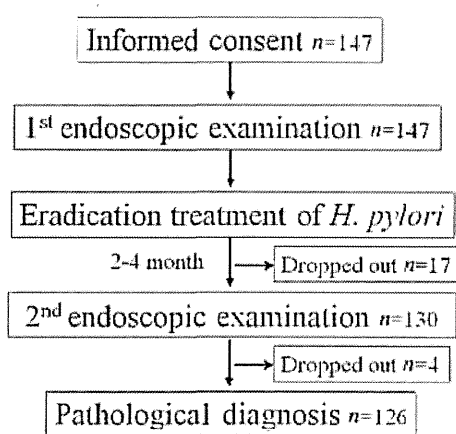 Informed consent n=147
1st endoscopic examination n=147
Eradication treatment of H. pylori
2-4 month
Dropped out n=17
2nd endoscopic examination n=130
Dropped out n=4
Pathological diagnosis n=126